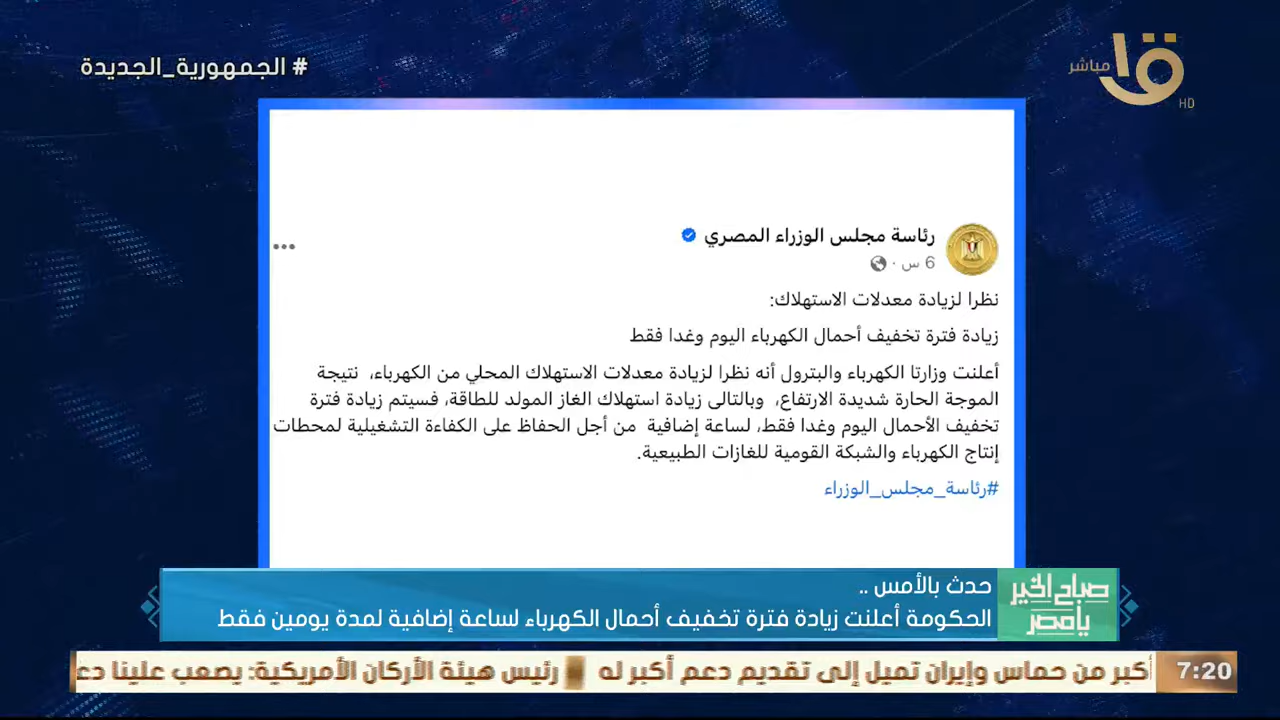 # الجمهورية_الجديدة
مباشر
HD
رئاسة مجلس الوزراء المصري
6 س ·
نظرا لزيادة معدلات الاستهلاك:
زيادة فترة تخفيف أحمال الكهرباء اليوم وغدا فقط
أعلنت وزارتا الكهرباء والبترول أنه نظرا لزيادة معدلات الاستهلاك المحلي من الكهرباء، نتيجة
الموجة الحارة شديدة الارتفاع، وبالتالى زيادة استهلاك الغاز المولد للطاقة، فسيتم زيادة فترة
تخفيف الأحمال اليوم وغدا فقط، لساعة إضافية من أجل الحفاظ على الكفاءة التشغيلية لمحطات
إنتاج الكهرباء والشبكة القومية للغازات الطبيعية.
#رئاسة_مجلس_الوزراء
صباح الخير
يا مصر
حدث بالأمس ..
الحكومة أعلنت زيادة فترة تخفيف أحمال الكهرباء لساعة إضافية لمدة يومين فقط
7:20
أكبر من حماس وإيران تميل إلى تقديم دعم أكبر له
رئيس هيئة الأركان الأمريكية: يصعب علينا